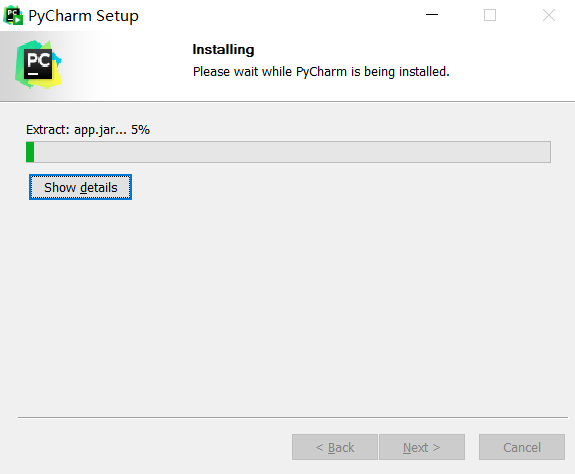 PyCharm Setup
PC
Installing
Please wait while PyCharm is being installed.
Extract: app.jar... 5%
Show details
< Back
Next >
Cancel